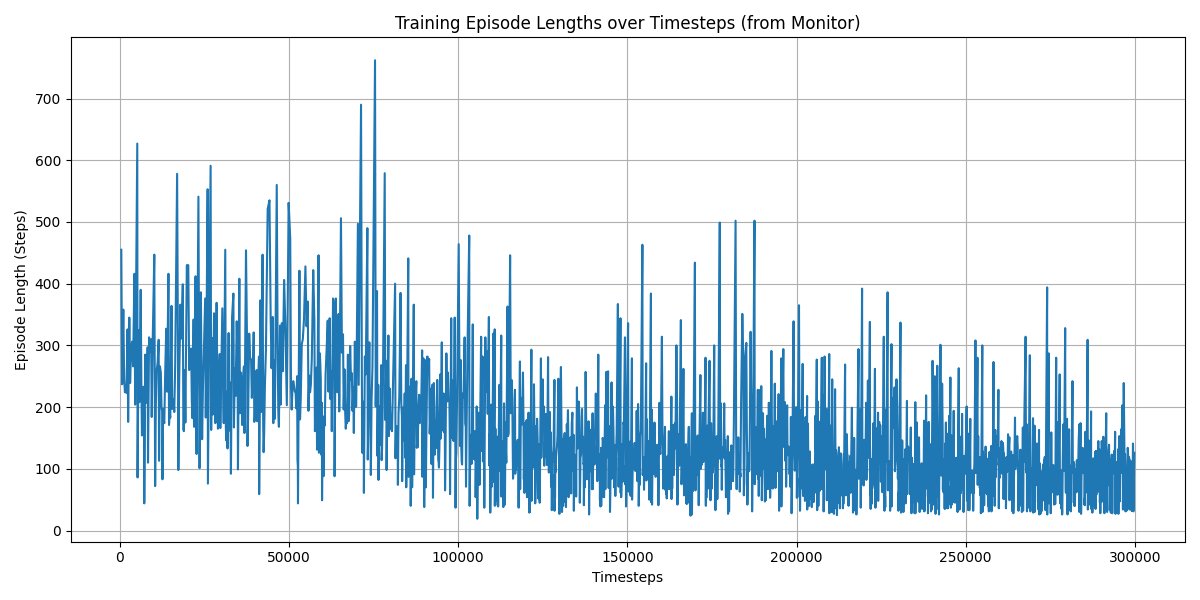 Training Episode Lengths over Timesteps (from Monitor)
Episode Length (Steps)
700
600
500
400
300
200
100
0
0 50000 100000 150000 200000 250000 300000
Timesteps